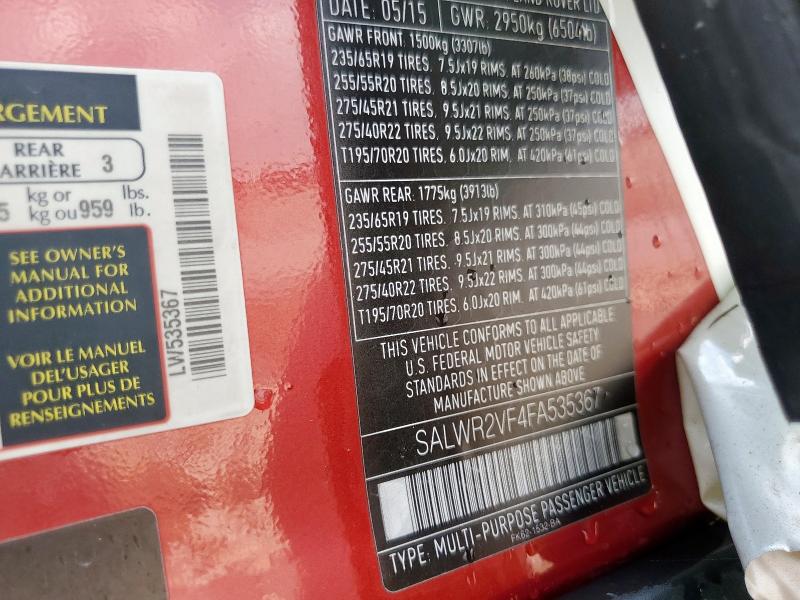 RGEMENT
REAR
ARRIÈRE 3
kg or lbs.
5 kg ou 959 lb.
SEE OWNER'S
MANUAL FOR
ADDITIONAL
INFORMATION
VOIR LE MANUEL
DEL'USAGER
POUR PLUS DE
RENSEIGNEMENTS
LW535367
ROVER LTD
DATE: 05/15 GWR: 2950kg (6504lb)
GAWR FRONT: 1500kg (3307lb)
235/65R19 TIRES. 7.5Jx19 RIMS. AT 260kPa (38psi) COLD
255/55R20 TIRES. 8.5Jx20 RIMS. AT 250kPa (37psi) COLD
275/45R21 TIRES. 9.5Jx21 RIMS. AT 250kPa (37psi) COLD
275/40R22 TIRES. 9.5Jx22 RIMS. AT 250kPa (37psi) COLD
T195/70R20 TIRES. 6.0Jx20 RIM. AT 420kPa (61psi) COLD
GAWR REAR: 1775kg (3913lb)
235/65R19 TIRES. 7.5Jx19 RIMS. AT 310kPa (45psi) COLD
255/55R20 TIRES. 8.5Jx20 RIMS. AT 300kPa (44psi) COLD
275/45R21 TIRES. 9.5Jx21 RIMS. AT 300kPa (44psi) COLD
275/40R22 TIRES. 9.5Jx22 RIMS. AT 300kPa (44psi) COLD
T195/70R20 TIRES. 6.0Jx20 RIM. AT 420kPa (61psi) COLD
THIS VEHICLE CONFORMS TO ALL APPLICABLE
U.S. FEDERAL MOTOR VEHICLE SAFETY
STANDARDS IN EFFECT ON THE DATE OF
MANUFACTURE SHOWN ABOVE
SALWR2VF4FA535367
TYPE: MULTI-PURPOSE PASSENGER VEHICLE
FK62-1532-BA